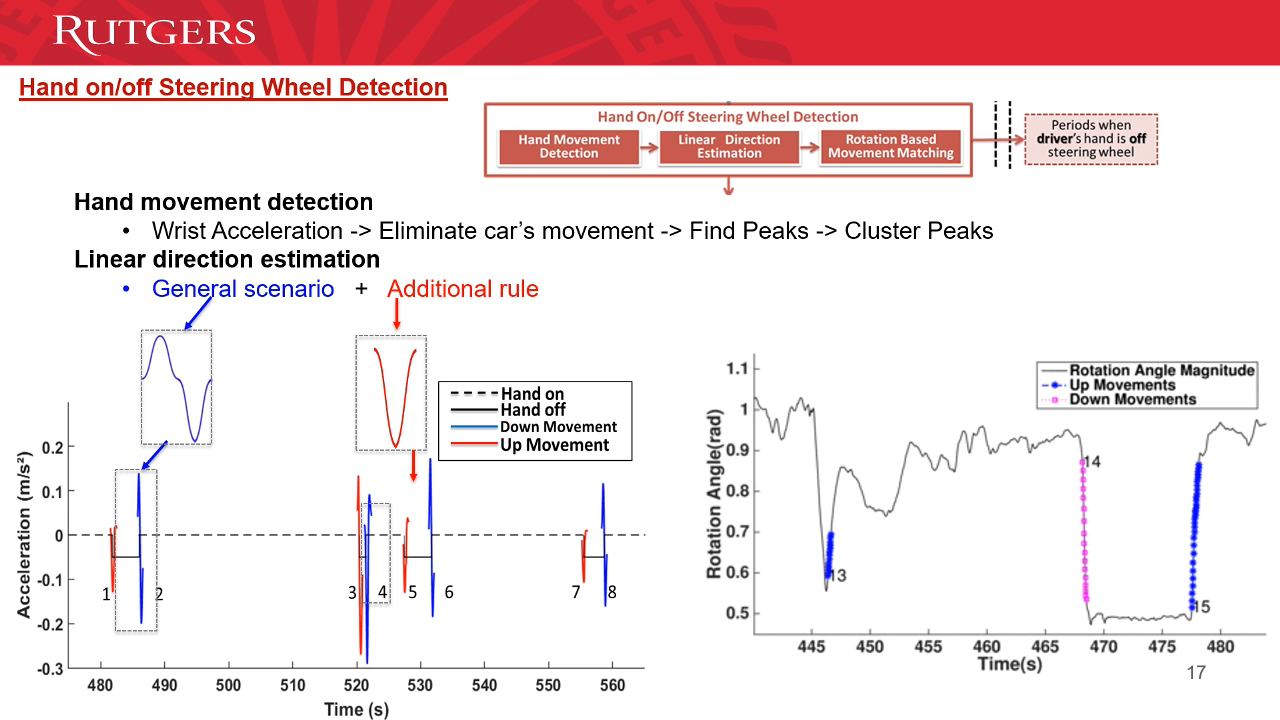 RUTGERS
Hand on/off Steering Wheel Detection
Hand On/Off Steering Wheel Detection
Hand Movement
Detection
Linear Direction
Estimation
Rotation Based
Movement Matching
Periods when
driver's hand is off
steering wheel
Hand movement detection
• Wrist Acceleration -> Eliminate car's movement -> Find Peaks -> Cluster Peaks
Linear direction estimation
• General scenario + Additional rule
Hand on
Hand off
Down Movement
Up Movement
Acceleration (m/s²)
0.2
0.1
0
-0.1
-0.2
-0.3
1
2
3
4
5
6
7
8
480 490 500 510 520 530 540 550 560
Time (s)
Rotation Angle Magnitude
Up Movements
Down Movements
Rotation Angle(rad)
1.1
1
0.9
0.8
0.7
0.6
0.5
13
14
15
445 450 455 460 465 470 475 480
Time(s)
17